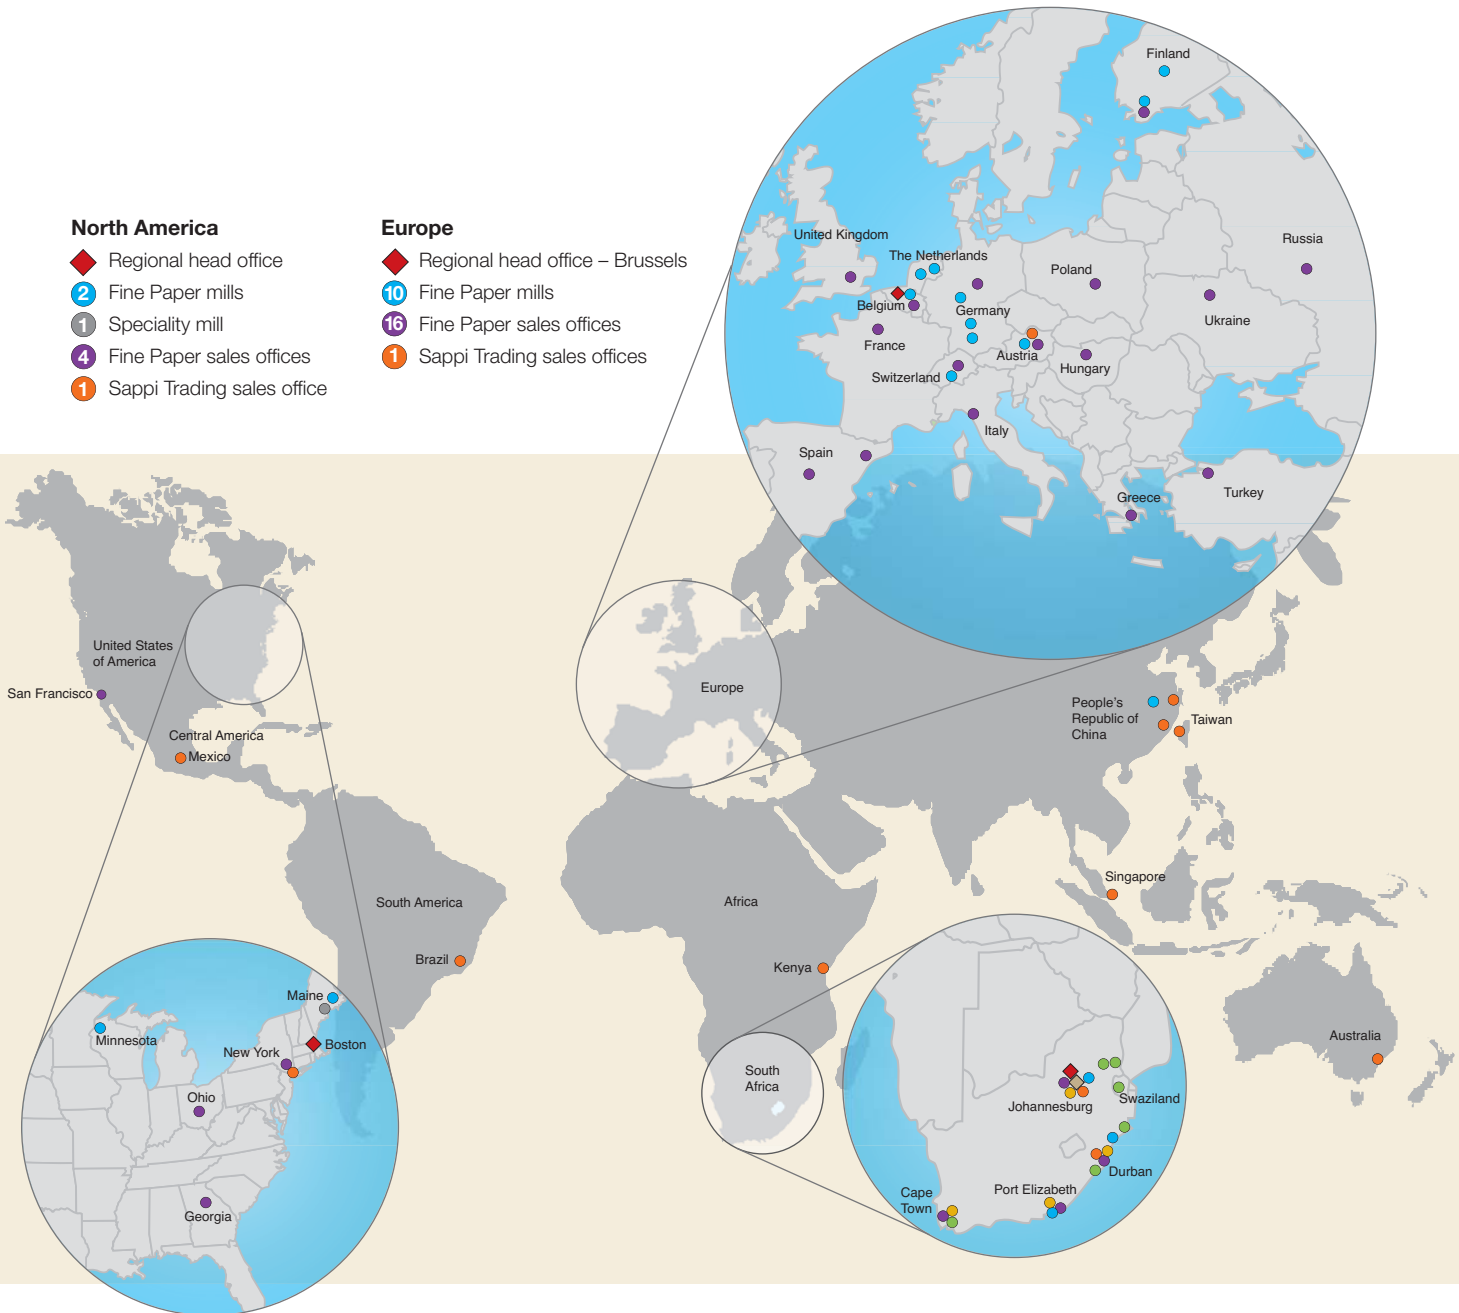 North America
Regional head office
2 Fine Paper mills
1 Speciality mill
4 Fine Paper sales offices
1 Sappi Trading sales office
Europe
Regional head office – Brussels
10 Fine Paper mills
16 Fine Paper sales offices
1 Sappi Trading sales offices
Finland
United Kingdom
The Netherlands
Russia
Poland
Belgium
Germany
Ukraine
France
Austria
Hungary
Switzerland
Italy
Spain
Greece
Turkey
United States
of America
San Francisco
Central America
Mexico
Europe
People's
Republic of
China
Taiwan
South America
Africa
Singapore
Brazil
Kenya
Australia
South
Africa
Maine
Minnesota
New York
Boston
Ohio
Georgia
Johannesburg
Swaziland
Durban
Port Elizabeth
Cape
Town